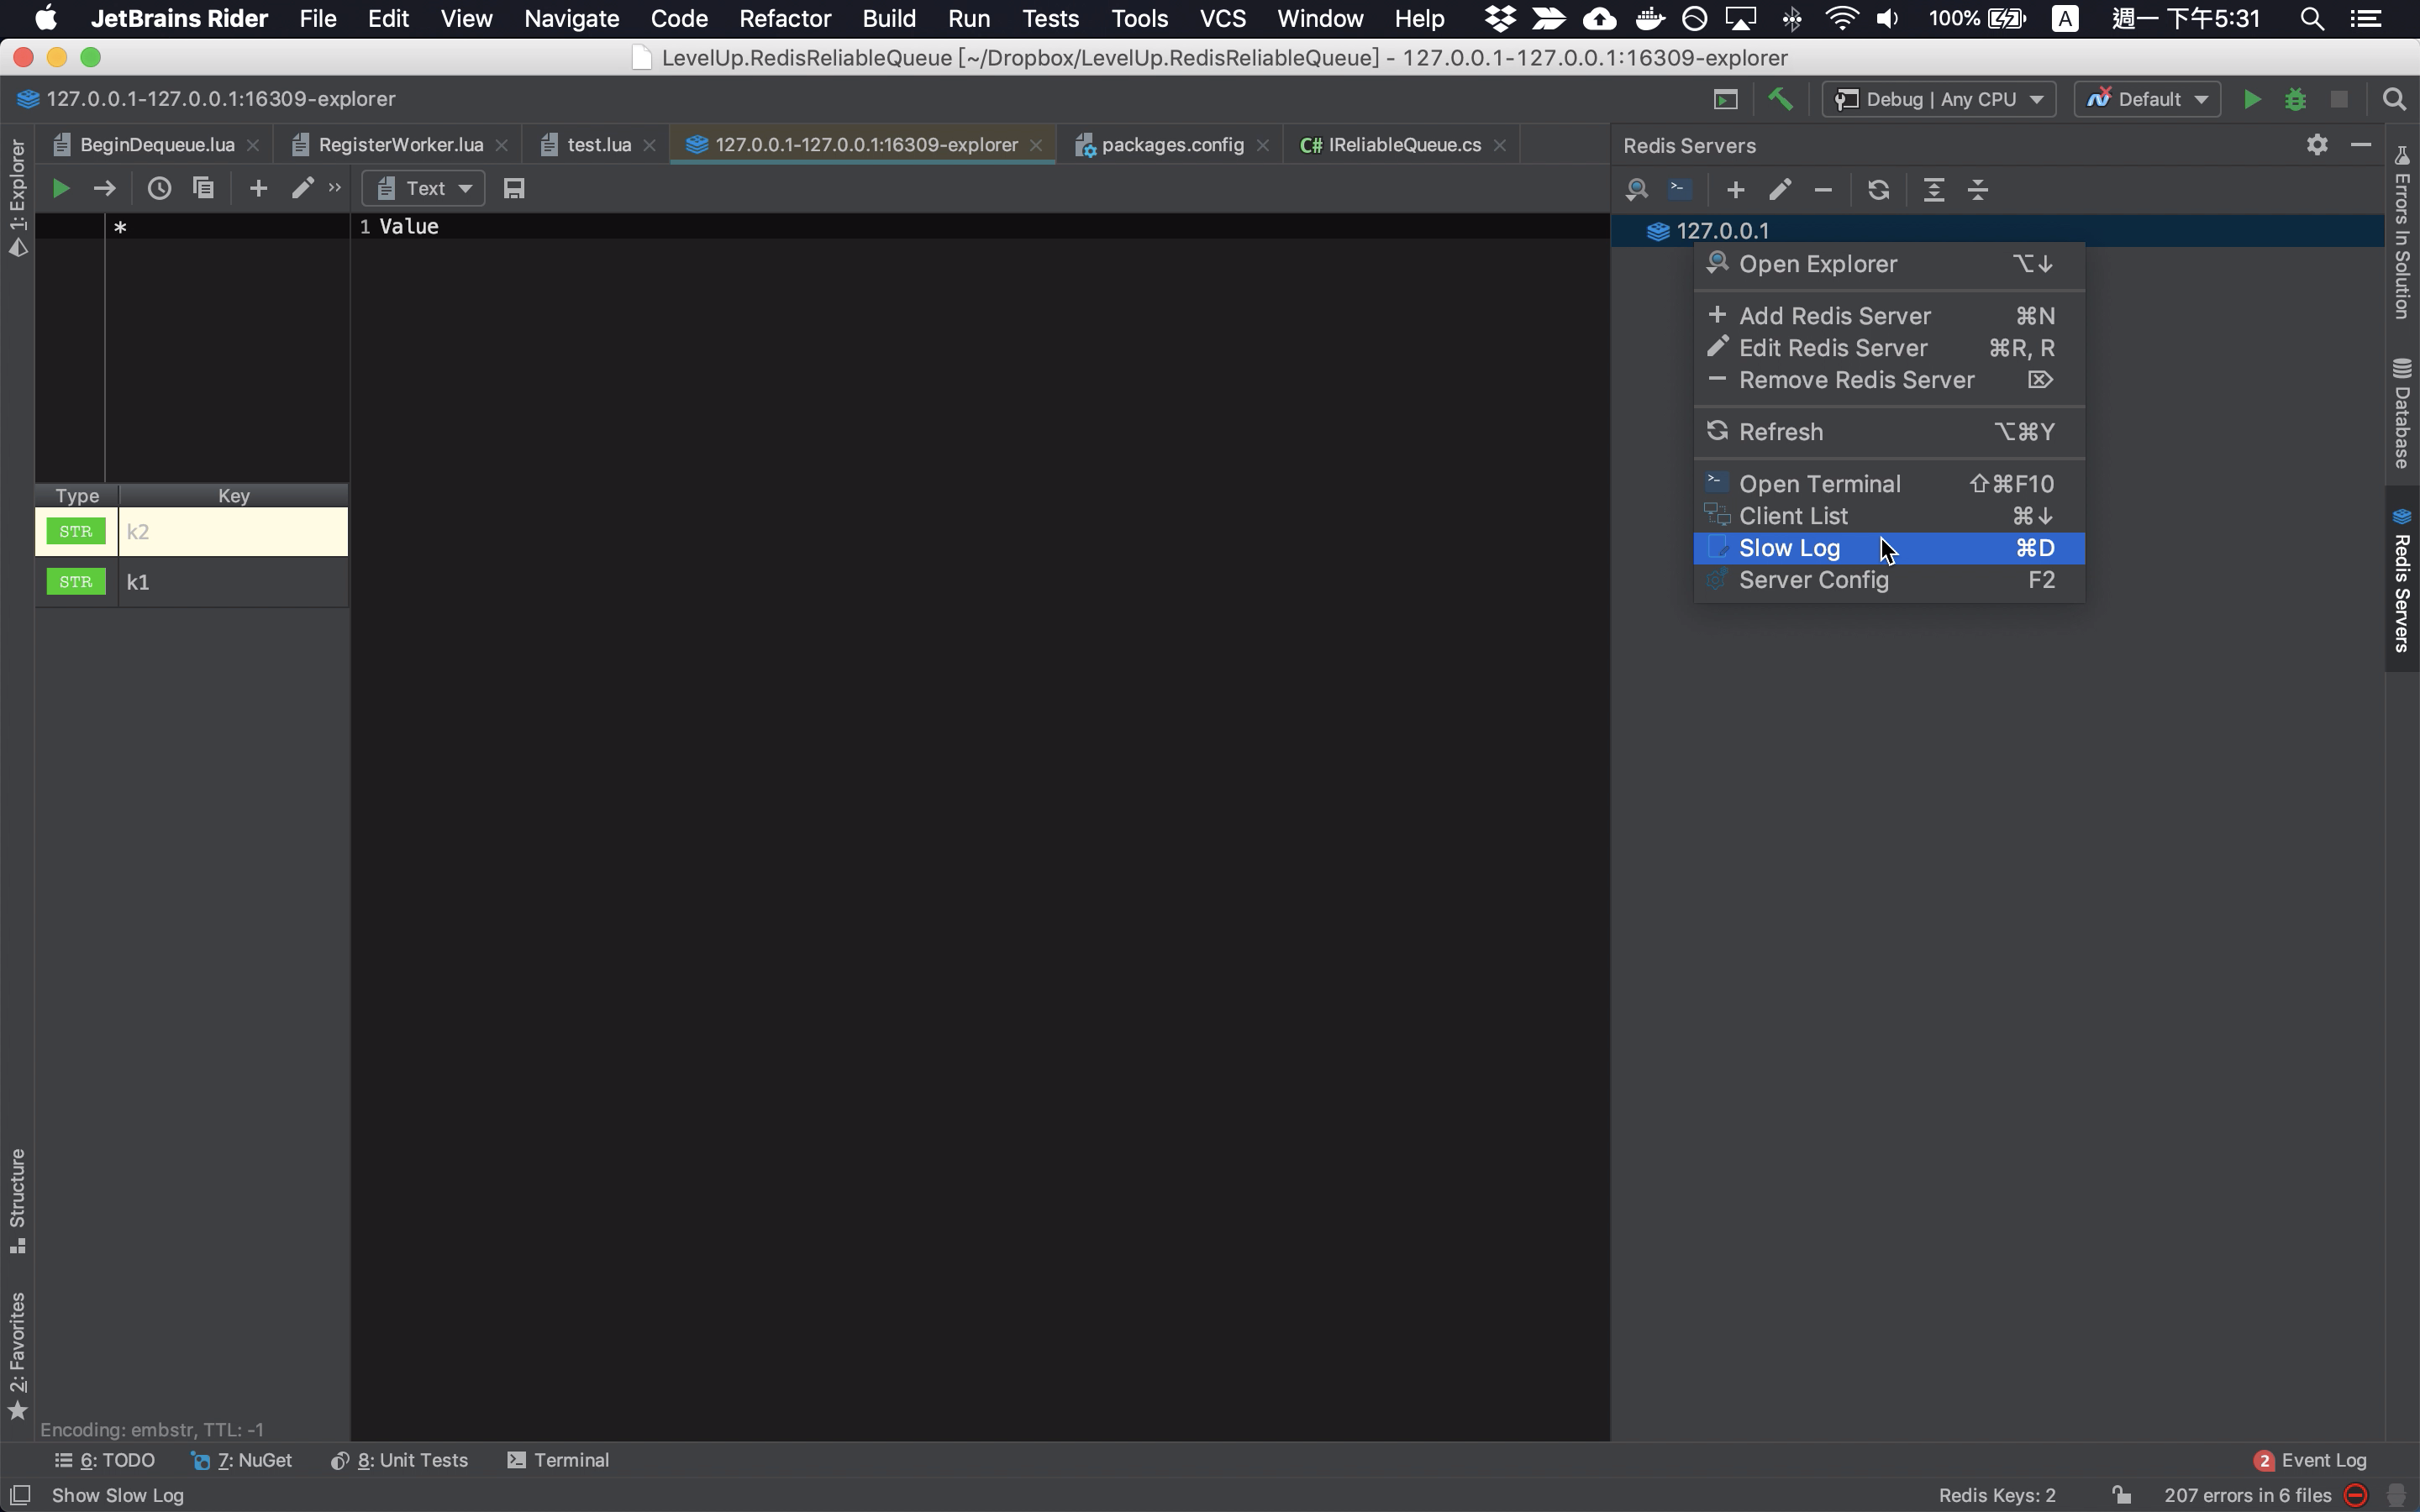 JetBrains Rider File Edit View Navigate Code Refactor Build Run Tests Tools VCS Window Help 100% A 週一 下午5:31
LevelUp.RedisReliableQueue [~/Dropbox/LevelUp.RedisReliableQueue] - 127.0.0.1-127.0.0.1:16309-explorer
127.0.0.1-127.0.0.1:16309-explorer Debug | Any CPU Default
BeginDequeue.lua RegisterWorker.lua test.lua 127.0.0.1-127.0.0.1:16309-explorer packages.config C# IReliableQueue.cs Redis Servers
Text
* 1 Value 127.0.0.1
Open Explorer ⌥↓
+ Add Redis Server ⌘N
Edit Redis Server ⌘R, R
Remove Redis Server ⌦
Refresh ⌥⌘Y
Open Terminal ⇧⌘F10
Client List ⌘↓
Slow Log ⌘D
Server Config F2
Type Key
STR k2
STR k1
Encoding: embstr, TTL: -1
1: Explorer
Structure
2: Favorites
Errors In Solution
Database
Redis Servers
6: TODO 7: NuGet 8: Unit Tests Terminal 2 Event Log
Show Slow Log Redis Keys: 2 207 errors in 6 files